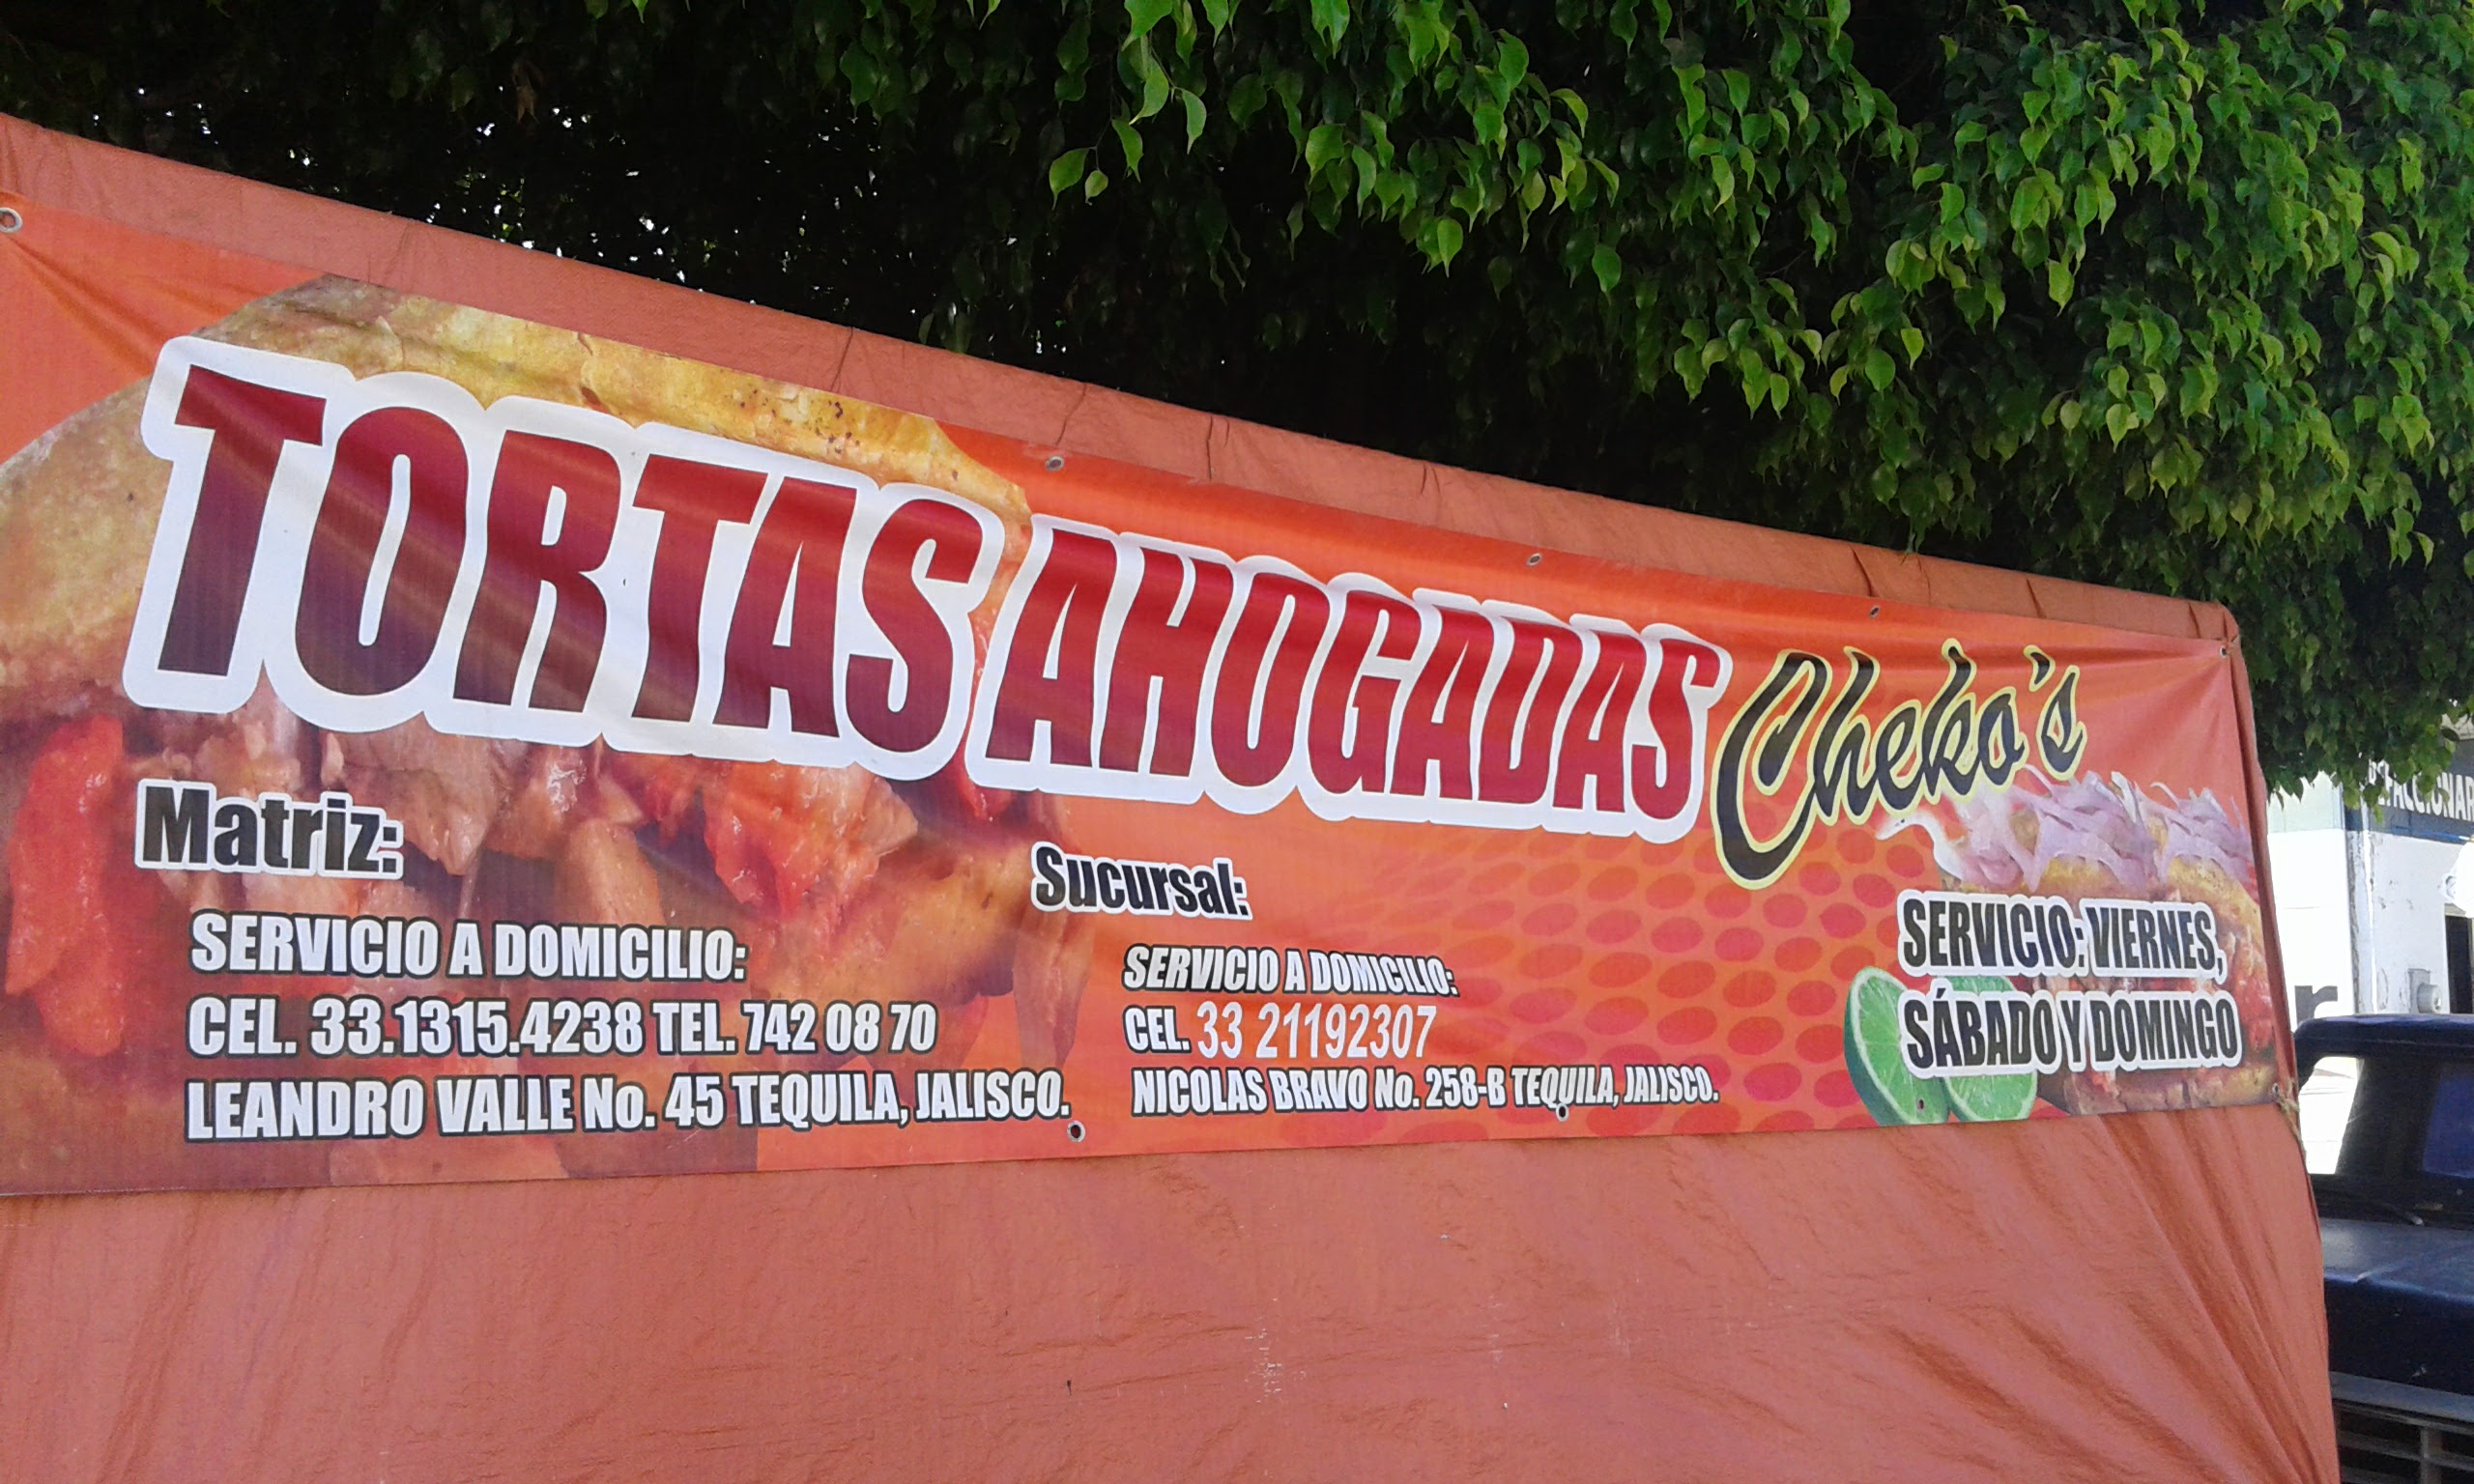 TORTAS AHOGADAS Cheko's
Matriz:
SERVICIO A DOMICILIO:
CEL. 33.1315.4238 TEL. 742 08 70
LEANDRO VALLE No. 45 TEQUILA, JALISCO.
Sucursal:
SERVICIO A DOMICILIO:
CEL. 33 21192307
NICOLAS BRAVO No. 258-B TEQUILA, JALISCO.
SERVICIO: VIERNES,
SÁBADO Y DOMINGO